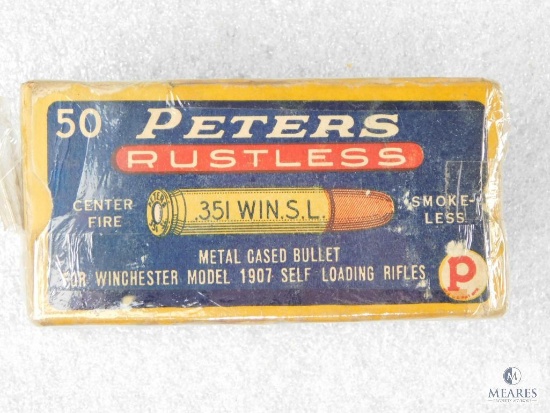 50 PETERS
RUSTLESS
CENTER
FIRE
.351 WIN.S.L.
SMOKE-
LESS
METAL CASED BULLET
FOR WINCHESTER MODEL 1907 SELF LOADING RIFLES
P
MEARES